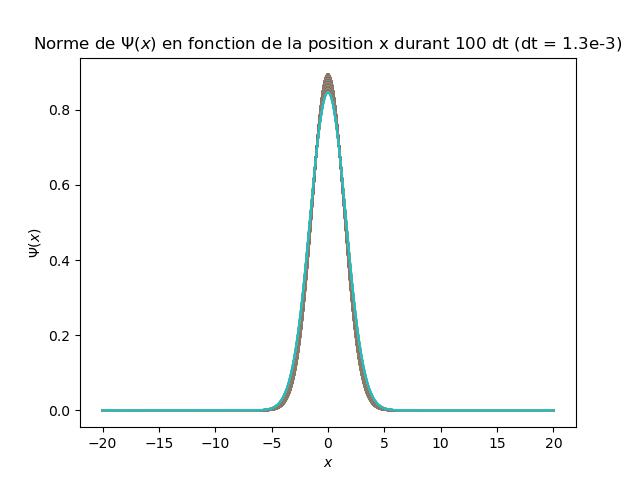 Norme de Ψ(x) en fonction de la position x durant 100 dt (dt = 1.3e-3)
Ψ(x)
0.8
0.6
0.4
0.2
0.0
−20 −15 −10 −5 0 5 10 15 20
x